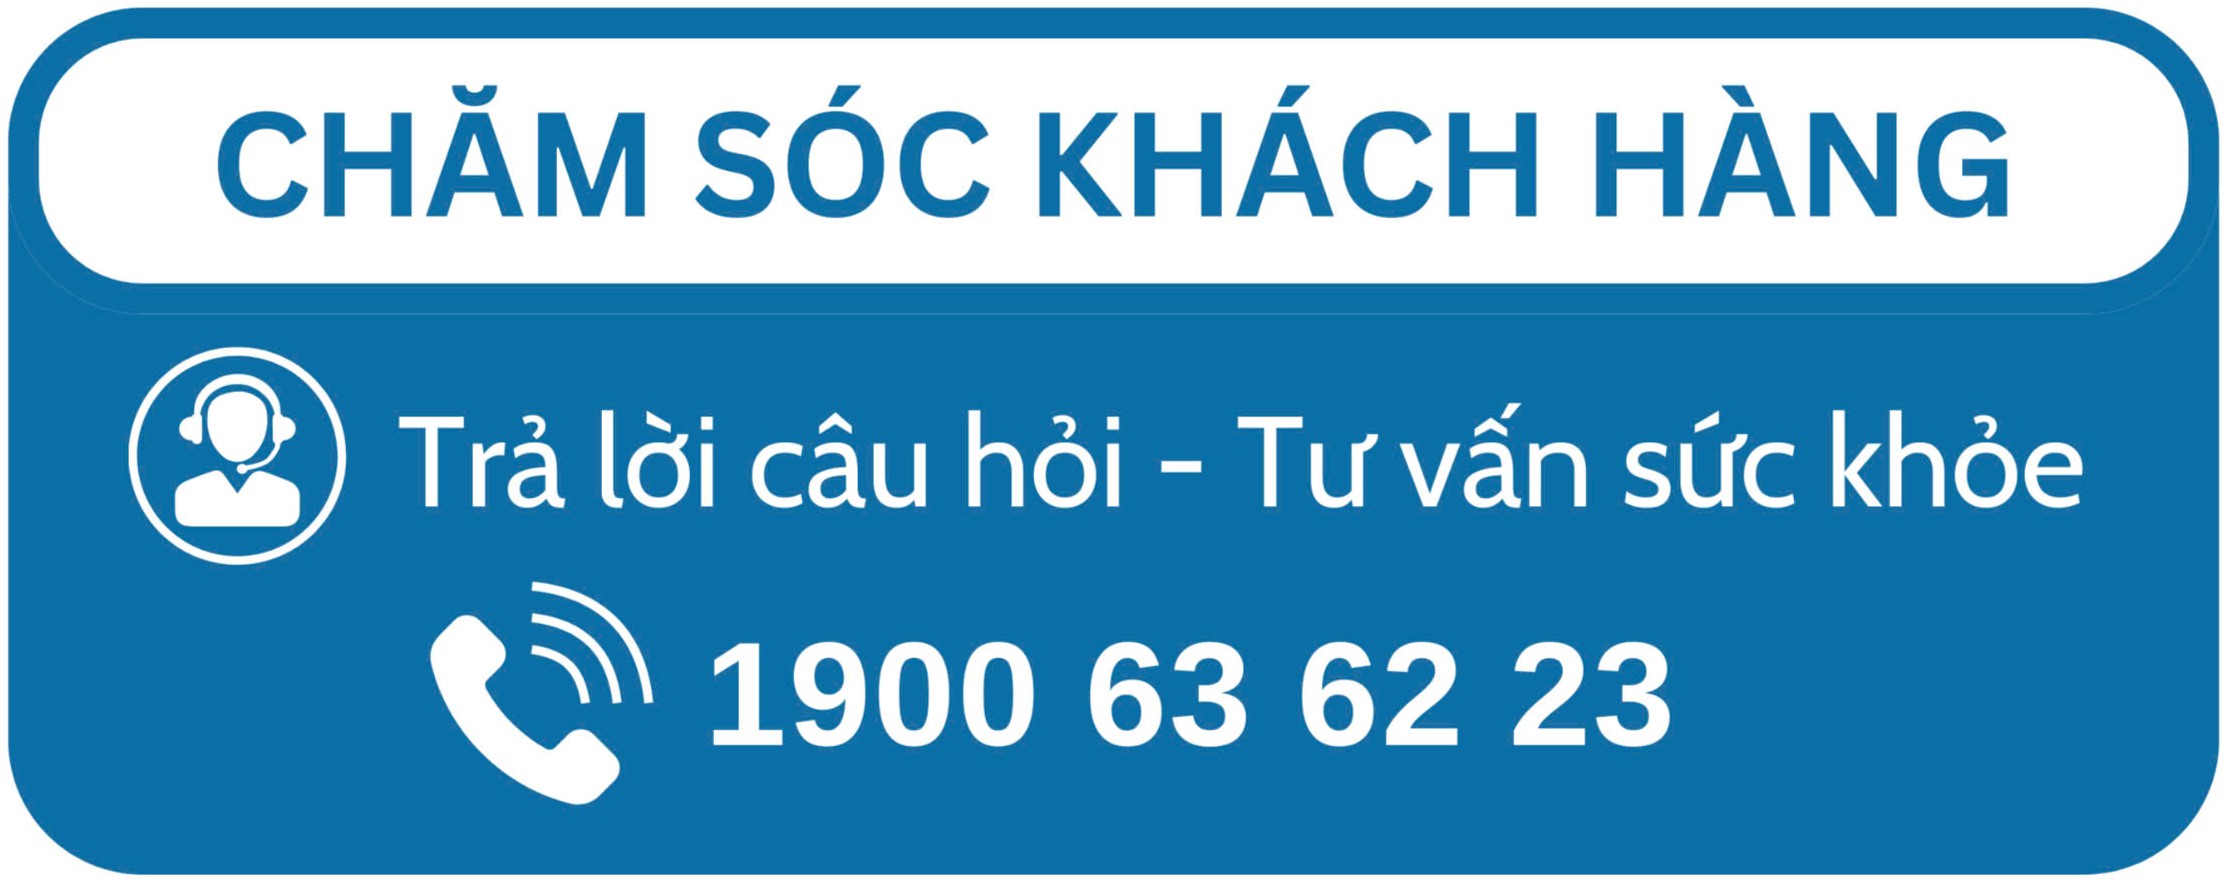 CHĂM SÓC KHÁCH HÀNG
Trả lời câu hỏi - Tư vấn sức khỏe
1900 63 62 23